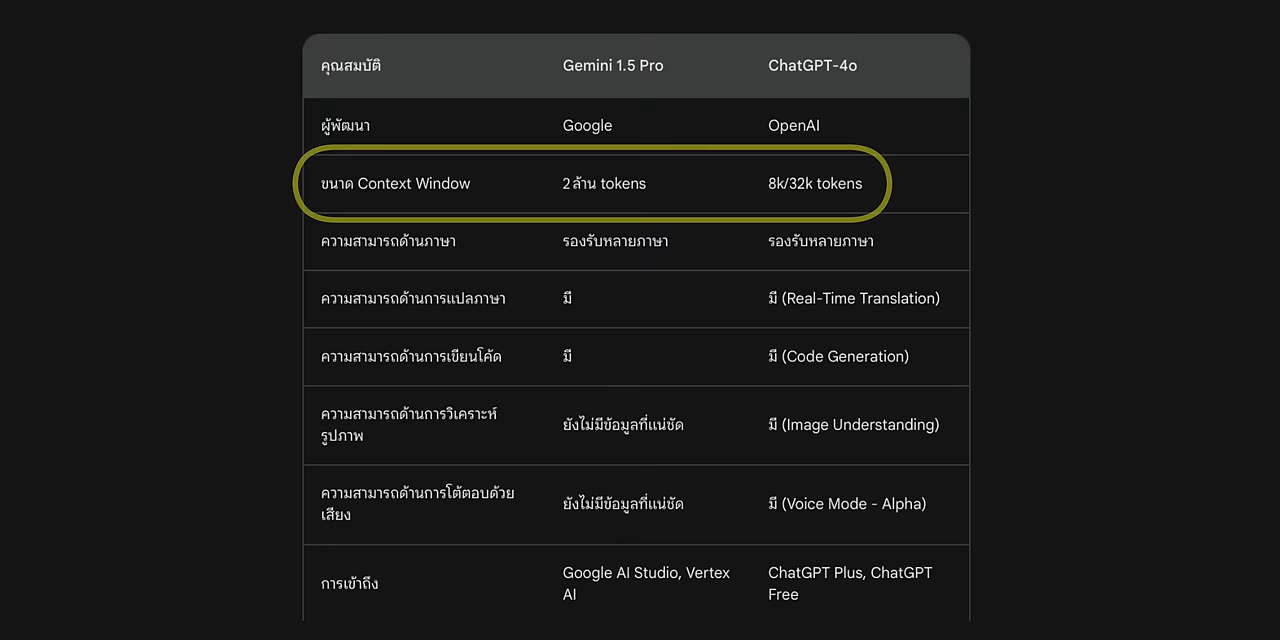 คุณสมบัติ Gemini 1.5 Pro ChatGPT-4o
ผู้พัฒนา Google OpenAI
ขนาด Context Window 2 ล้าน tokens 8k/32k tokens
ความสามารถด้านภาษา รองรับหลายภาษา รองรับหลายภาษา
ความสามารถด้านการแปลภาษา มี มี (Real-Time Translation)
ความสามารถด้านการเขียนโค้ด มี มี (Code Generation)
ความสามารถด้านการวิเคราะห์
รูปภาพ
ยังไม่มีข้อมูลที่แน่ชัด มี (Image Understanding)
ความสามารถด้านการโต้ตอบด้วย
เสียง
ยังไม่มีข้อมูลที่แน่ชัด มี (Voice Mode - Alpha)
การเข้าถึง
Google AI Studio, Vertex
AI
ChatGPT Plus, ChatGPT
Free